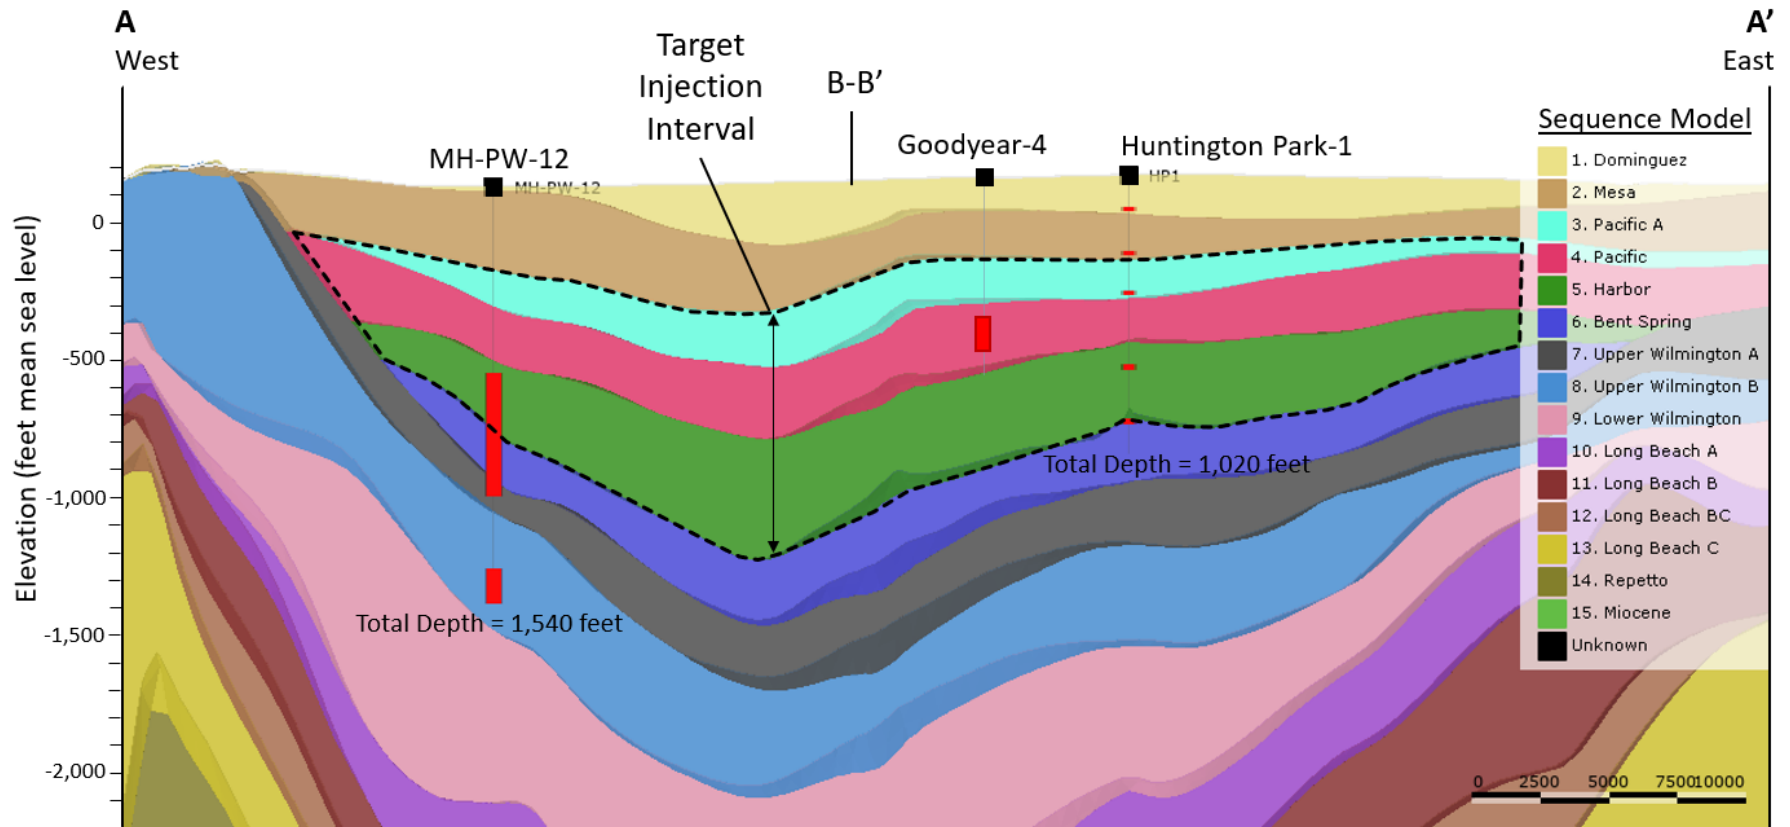 A
A’
West
East
Target
Injection
Interval
B-B’
MH-PW-12
MH-PW-12
Goodyear-4
Huntington Park-1
HP1
Elevation (feet mean sea level)
0
-500
-1,000
-1,500
-2,000
Total Depth = 1,020 feet
Total Depth = 1,540 feet
Sequence Model
1. Dominguez
2. Mesa
3. Pacific A
4. Pacific
5. Harbor
6. Bent Spring
7. Upper Wilmington A
8. Upper Wilmington B
9. Lower Wilmington
10. Long Beach A
11. Long Beach B
12. Long Beach BC
13. Long Beach C
14. Repetto
15. Miocene
Unknown
0 2500 5000 7500 10000